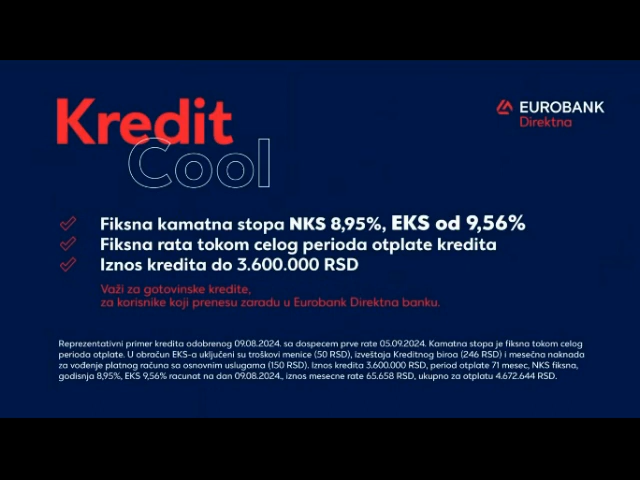 Kredit
Cool
EUROBANK
Direktna
Fiksna kamatna stopa NKS 8,95%, EKS od 9,56%
Fiksna rata tokom celog perioda otplate kredita
Iznos kredita do 3.600.000 RSD
Važi za gotovinske kredite,
za korisnike koji prenesu zaradu u Eurobank Direktna banku.
Reprezentativni primer kredita odobrenog 09.08.2024. sa dospecem prve rate 05.09.2024. Kamatna stopa je fiksna tokom celog
perioda otplate. U obračun EKS-a uključeni su troškovi menice (50 RSD), izveštaja Kreditnog biroa (246 RSD) i mesečna naknada
za vođenje platnog računa sa osnovnim uslugama (150 RSD). Iznos kredita 3.600.000 RSD, period otplate 71 mesec, NKS fiksna,
godisnja 8,95%, EKS 9,56% racunat na dan 09.08.2024., iznos mesecne rate 65.658 RSD, ukupno za otplatu 4.672.644 RSD.